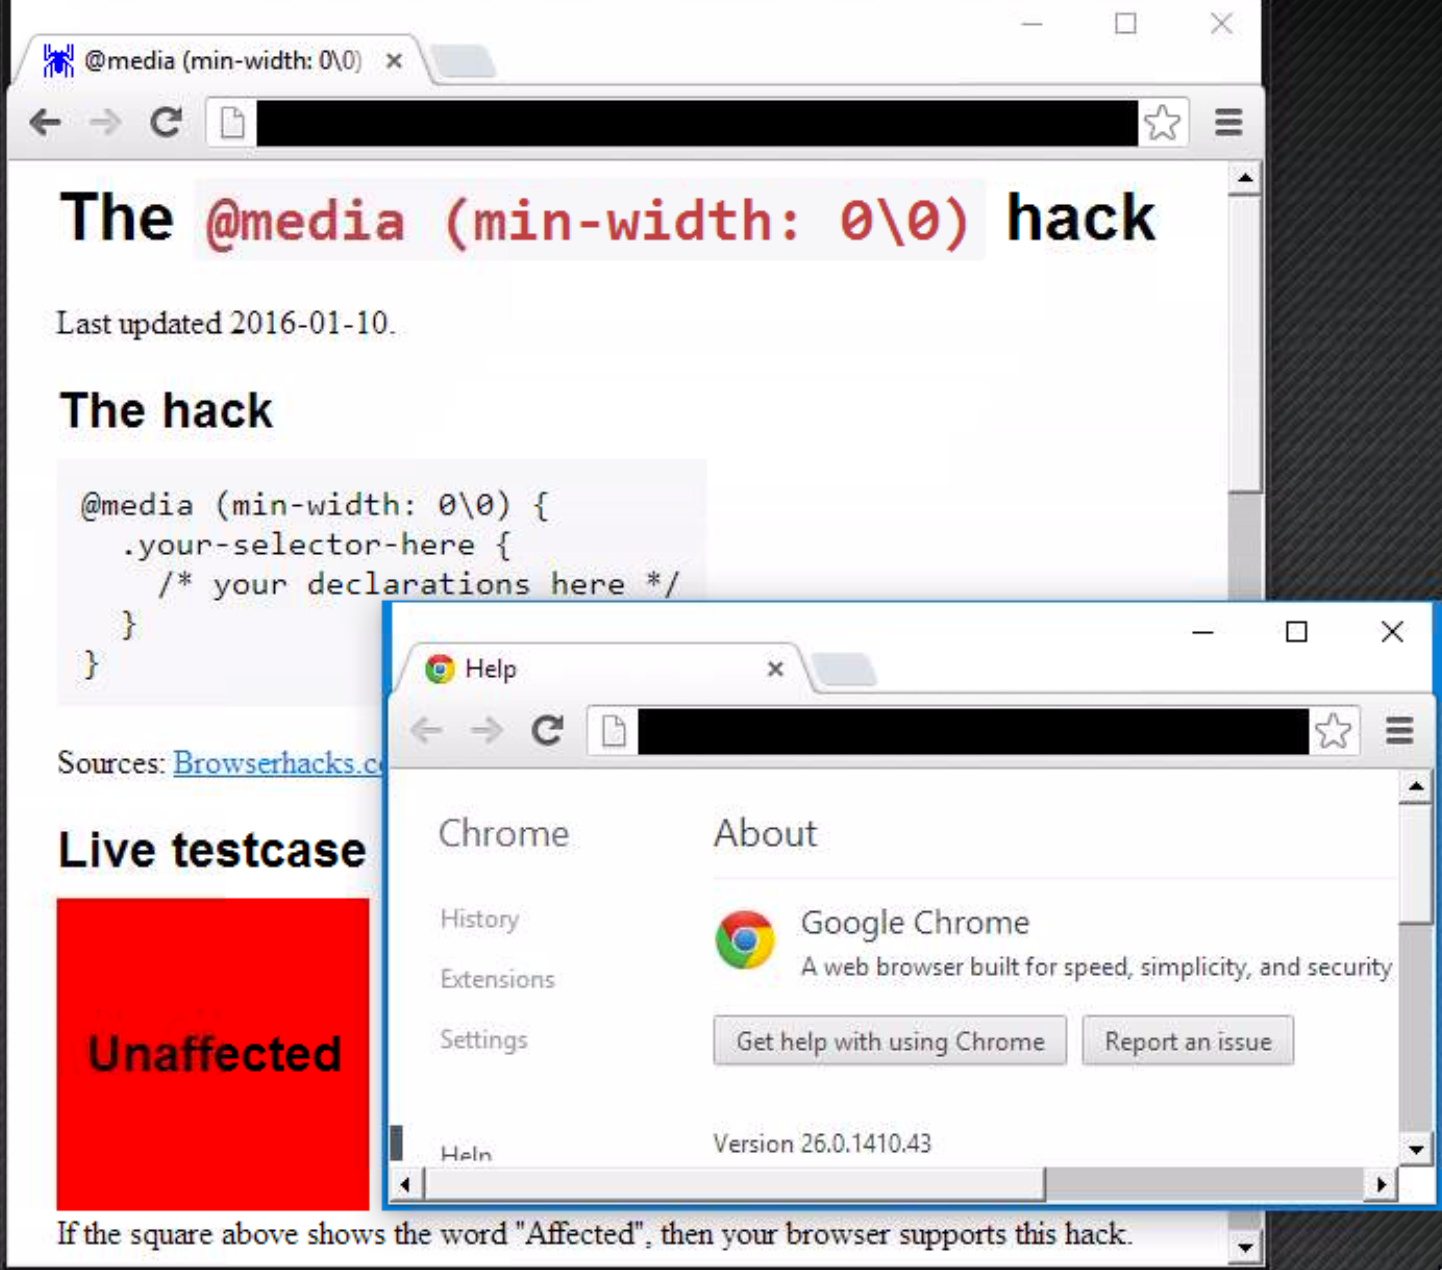 @media (min-width: 0\0)
The @media (min-width: 0\0) hack
Last updated 2016-01-10.
The hack
@media (min-width: 0\0) {
.your-selector-here {
/* your declarations here */
}
}
Sources: Browserhacks.c
Live testcase
Unaffected
If the square above shows the word "Affected", then your browser supports this hack.
Help
Chrome
History
Extensions
Settings
Help
About
Google Chrome
A web browser built for speed, simplicity, and security
Get help with using Chrome
Report an issue
Version 26.0.1410.43